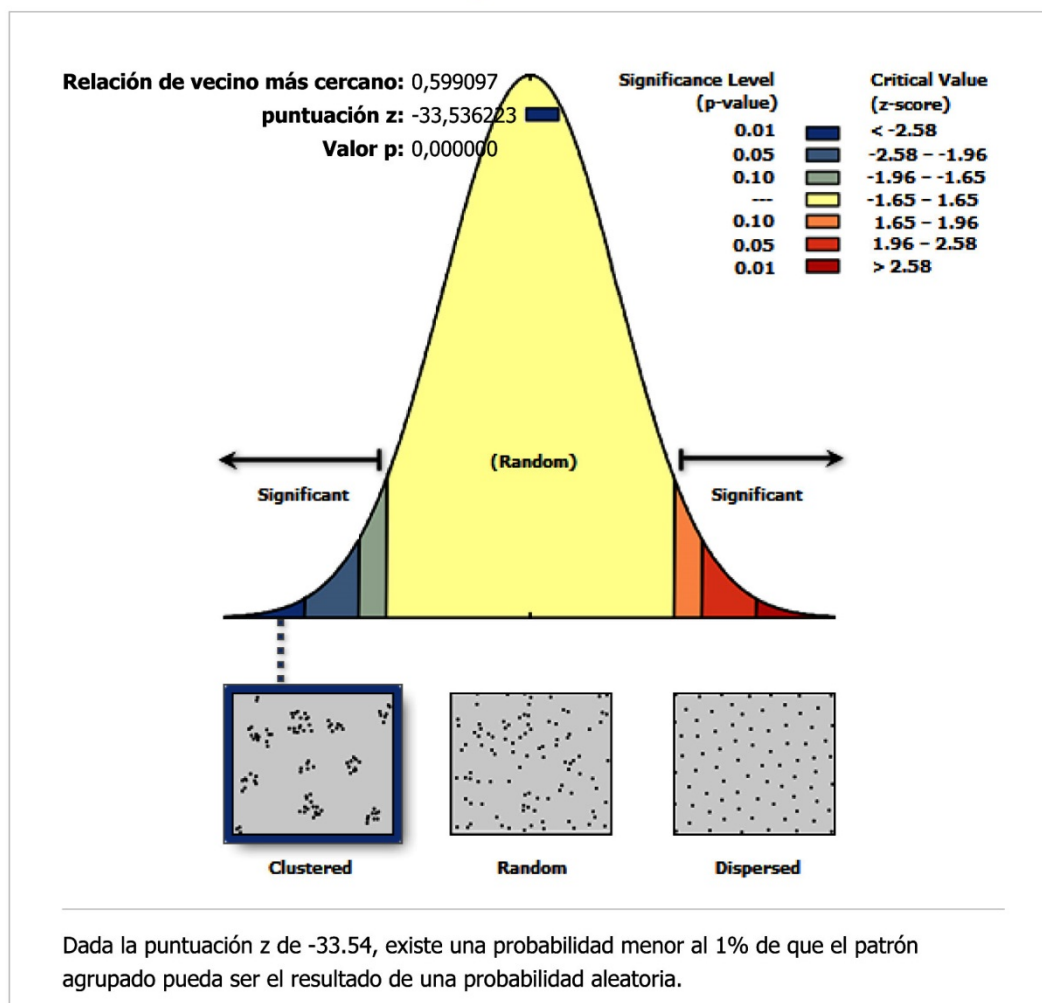 Relación de vecino más cercano: 0,599097
puntuación z: -33,536223
Valor p: 0,000000
Significance Level
(p-value)
Critical Value
(z-score)
0.01 < -2.58
0.05 -2.58 – -1.96
0.10 -1.96 – -1.65
--- -1.65 – 1.65
0.10 1.65 – 1.96
0.05 1.96 – 2.58
0.01 > 2.58
(Random)
Significant
Significant
Clustered
Random
Dispersed
Dada la puntuación z de -33.54, existe una probabilidad menor al 1% de que el patrón
agrupado pueda ser el resultado de una probabilidad aleatoria.